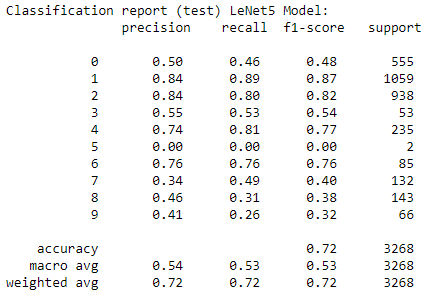 Classification report (test) LeNet5 Model:
precision recall f1-score support
0 0.50 0.46 0.48 555
1 0.84 0.89 0.87 1059
2 0.84 0.80 0.82 938
3 0.55 0.53 0.54 53
4 0.74 0.81 0.77 235
5 0.00 0.00 0.00 2
6 0.76 0.76 0.76 85
7 0.34 0.49 0.40 132
8 0.46 0.31 0.38 143
9 0.41 0.26 0.32 66
accuracy 0.72 3268
macro avg 0.54 0.53 0.53 3268
weighted avg 0.72 0.72 0.72 3268